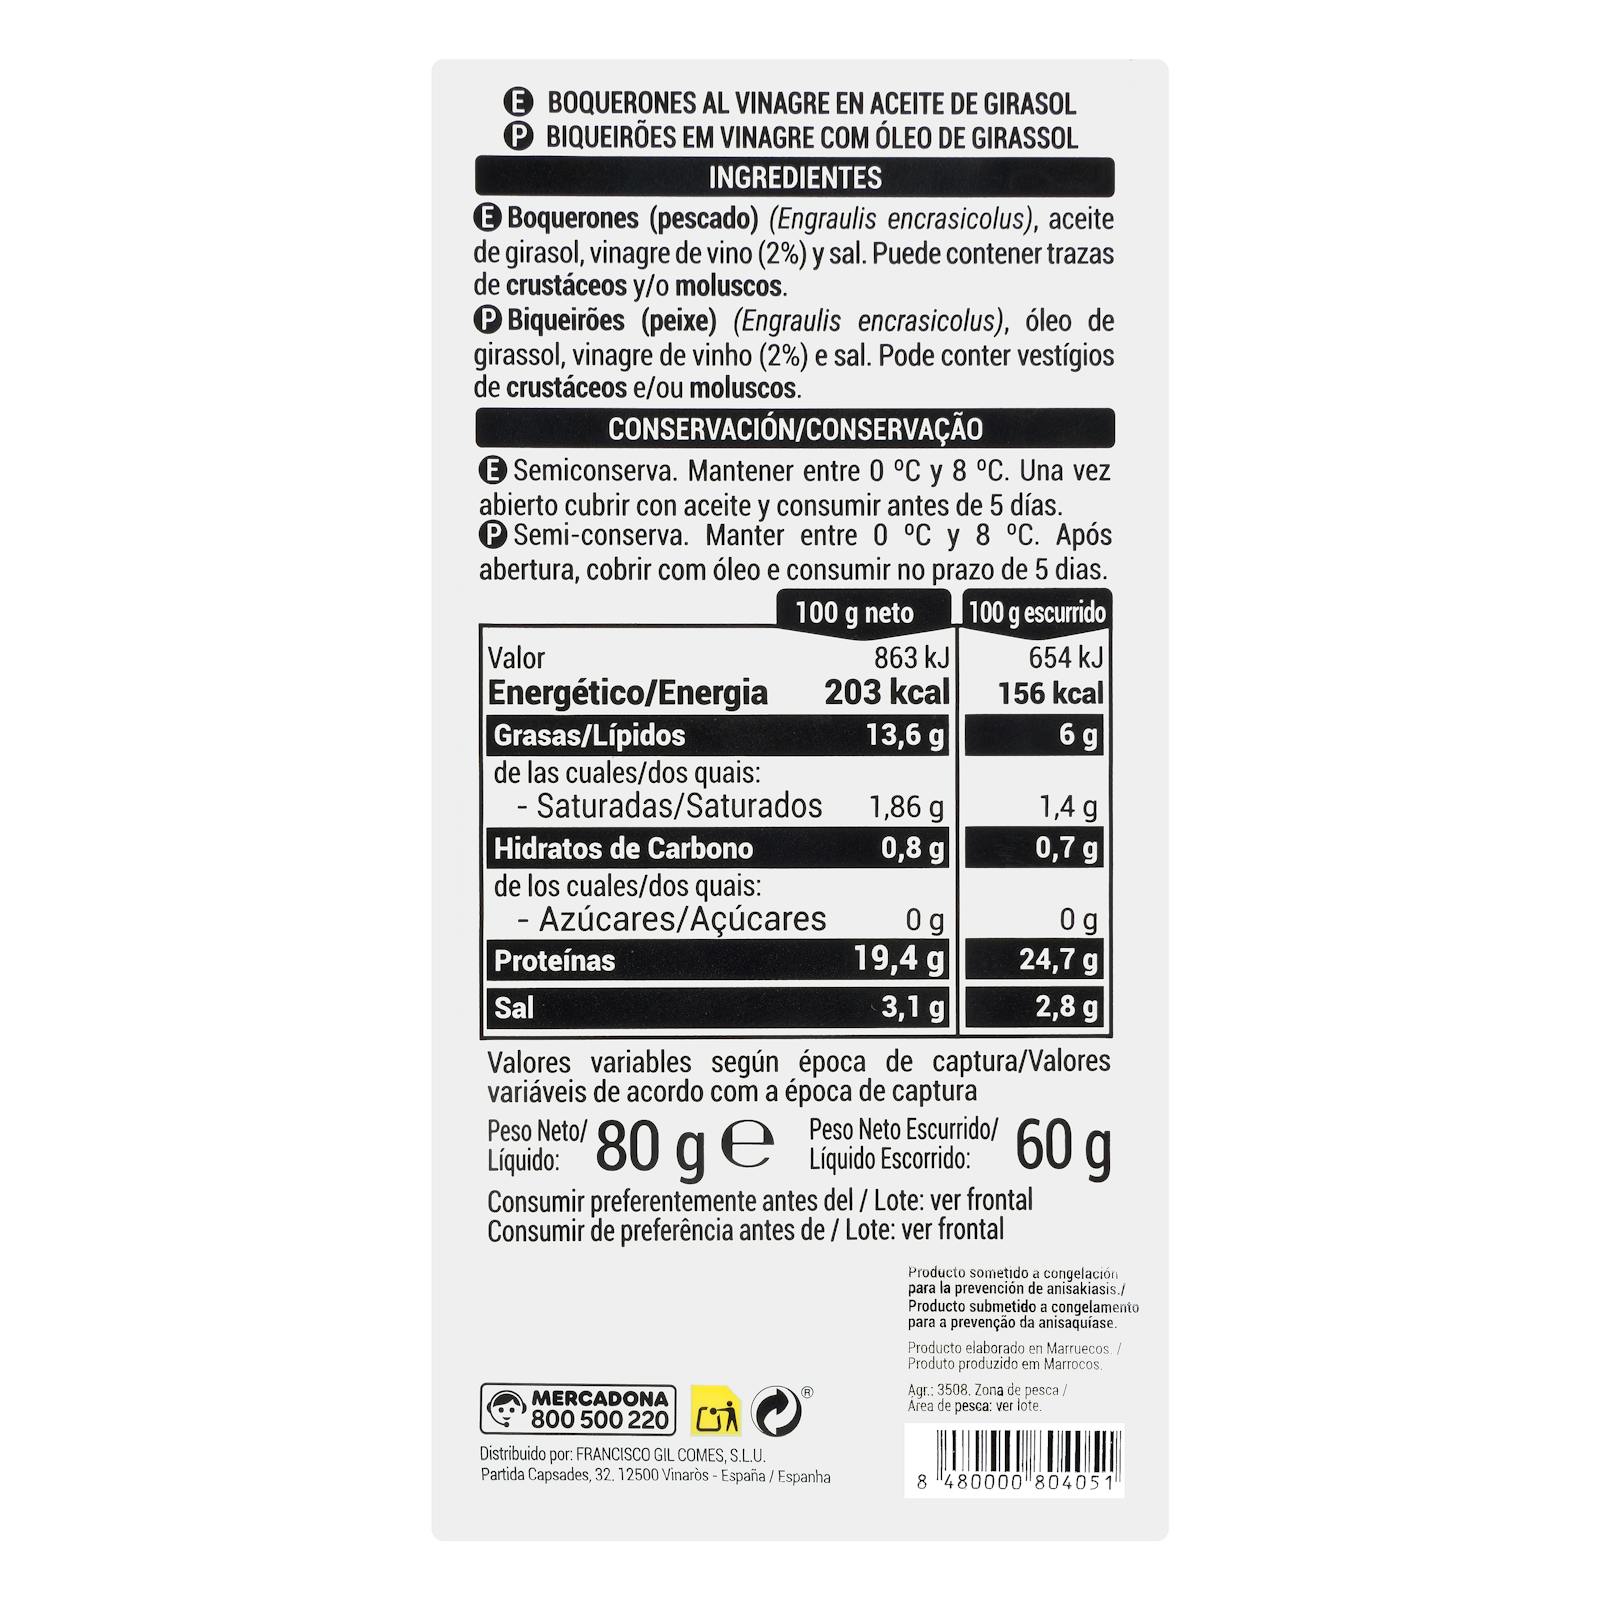 E BOQUERONES AL VINAGRE EN ACEITE DE GIRASOL
P BIQUEIRÕES EM VINAGRE COM ÓLEO DE GIRASSOL
INGREDIENTES
E Boquerones (pescado) (Engraulis encrasicolus), aceite
de girasol, vinagre de vino (2%) y sal. Puede contener trazas
de crustáceos y/o moluscos.
P Biqueirões (peixe) (Engraulis encrasicolus), óleo de
girassol, vinagre de vinho (2%) e sal. Pode conter vestígios
de crustáceos e/ou moluscos.
CONSERVACIÓN/CONSERVAÇÃO
E Semiconserva. Mantener entre 0 ºC y 8 ºC. Una vez
abierto cubrir con aceite y consumir antes de 5 días.
P Semi-conserva. Manter entre 0 ºC y 8 ºC. Após
abertura, cobrir com óleo e consumir no prazo de 5 dias.
100 g neto 100 g escurrido
Valor 863 kJ 654 kJ
Energético/Energia 203 kcal 156 kcal
Grasas/Lípidos 13,6 g 6 g
de las cuales/dos quais:
- Saturadas/Saturados 1,86 g 1,4 g
Hidratos de Carbono 0,8 g 0,7 g
de los cuales/dos quais:
- Azúcares/Açúcares 0 g 0 g
Proteínas 19,4 g 24,7 g
Sal 3,1 g 2,8 g
Valores variables según época de captura/Valores
variáveis de acordo com a época de captura
Peso Neto/
Líquido: 80 g e
Peso Neto Escurrido/
Líquido Escorrido: 60 g
Consumir preferentemente antes del / Lote: ver frontal
Consumir de preferência antes de / Lote: ver frontal
Producto sometido a congelación
para la prevención de anisakiasis./
Producto submetido a congelamento
para a prevenção da anisaquíase.
Producto elaborado en Marruecos. /
Produto produzido em Marrocos.
Agr.: 3508. Zona de pesca /
Área de pesca: ver lote.
MERCADONA
800 500 220
®
Distribuido por: FRANCISCO GIL COMES, S.L.U.
Partida Capsades, 32. 12500 Vinaròs - España / Espanha
8 480000 804051